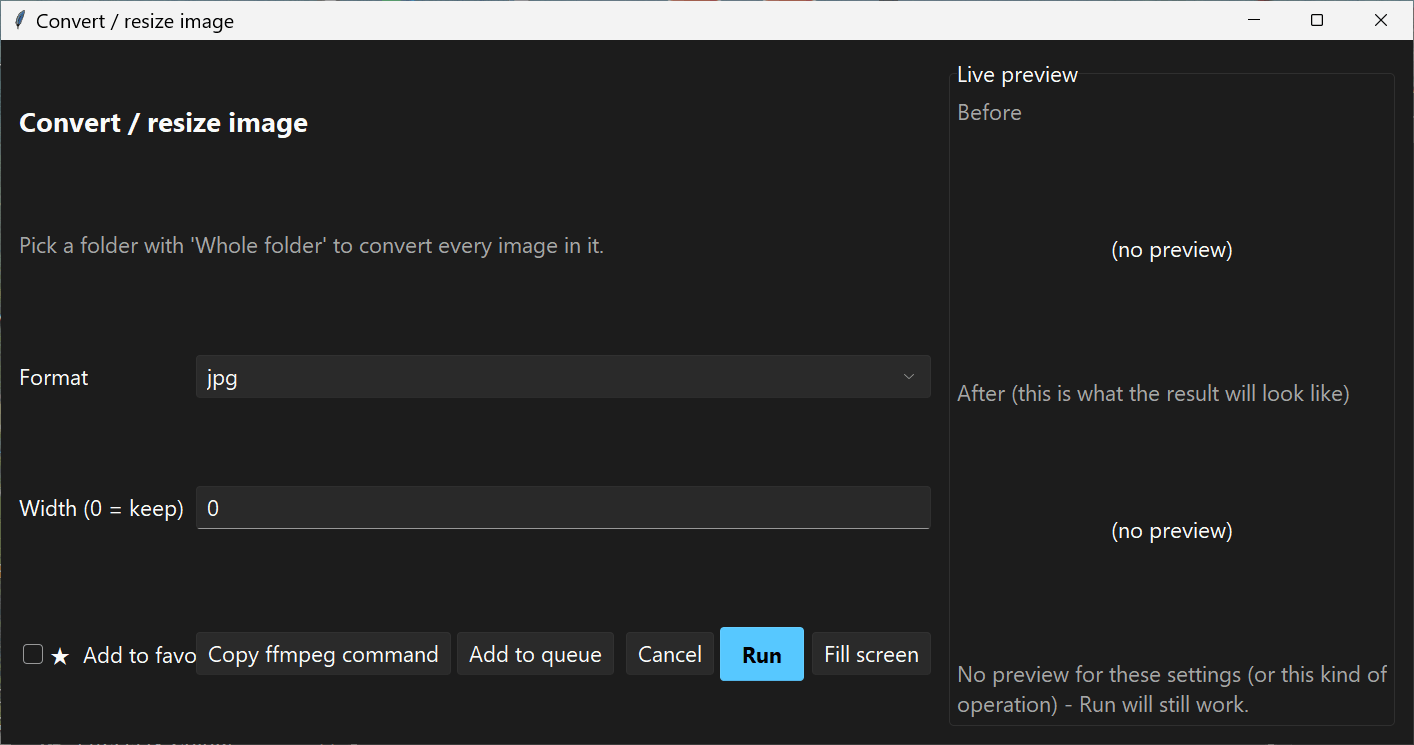 Convert / resize image
Live preview
Before
Convert / resize image
(no preview)
Pick a folder with 'Whole folder' to convert every image in it.
Format
jpg
After (this is what the result will look like)
Width (0 = keep)
0
(no preview)
★ Add to favo
Copy ffmpeg command
Add to queue
Cancel
Run
Fill screen
No preview for these settings (or this kind of
operation) - Run will still work.